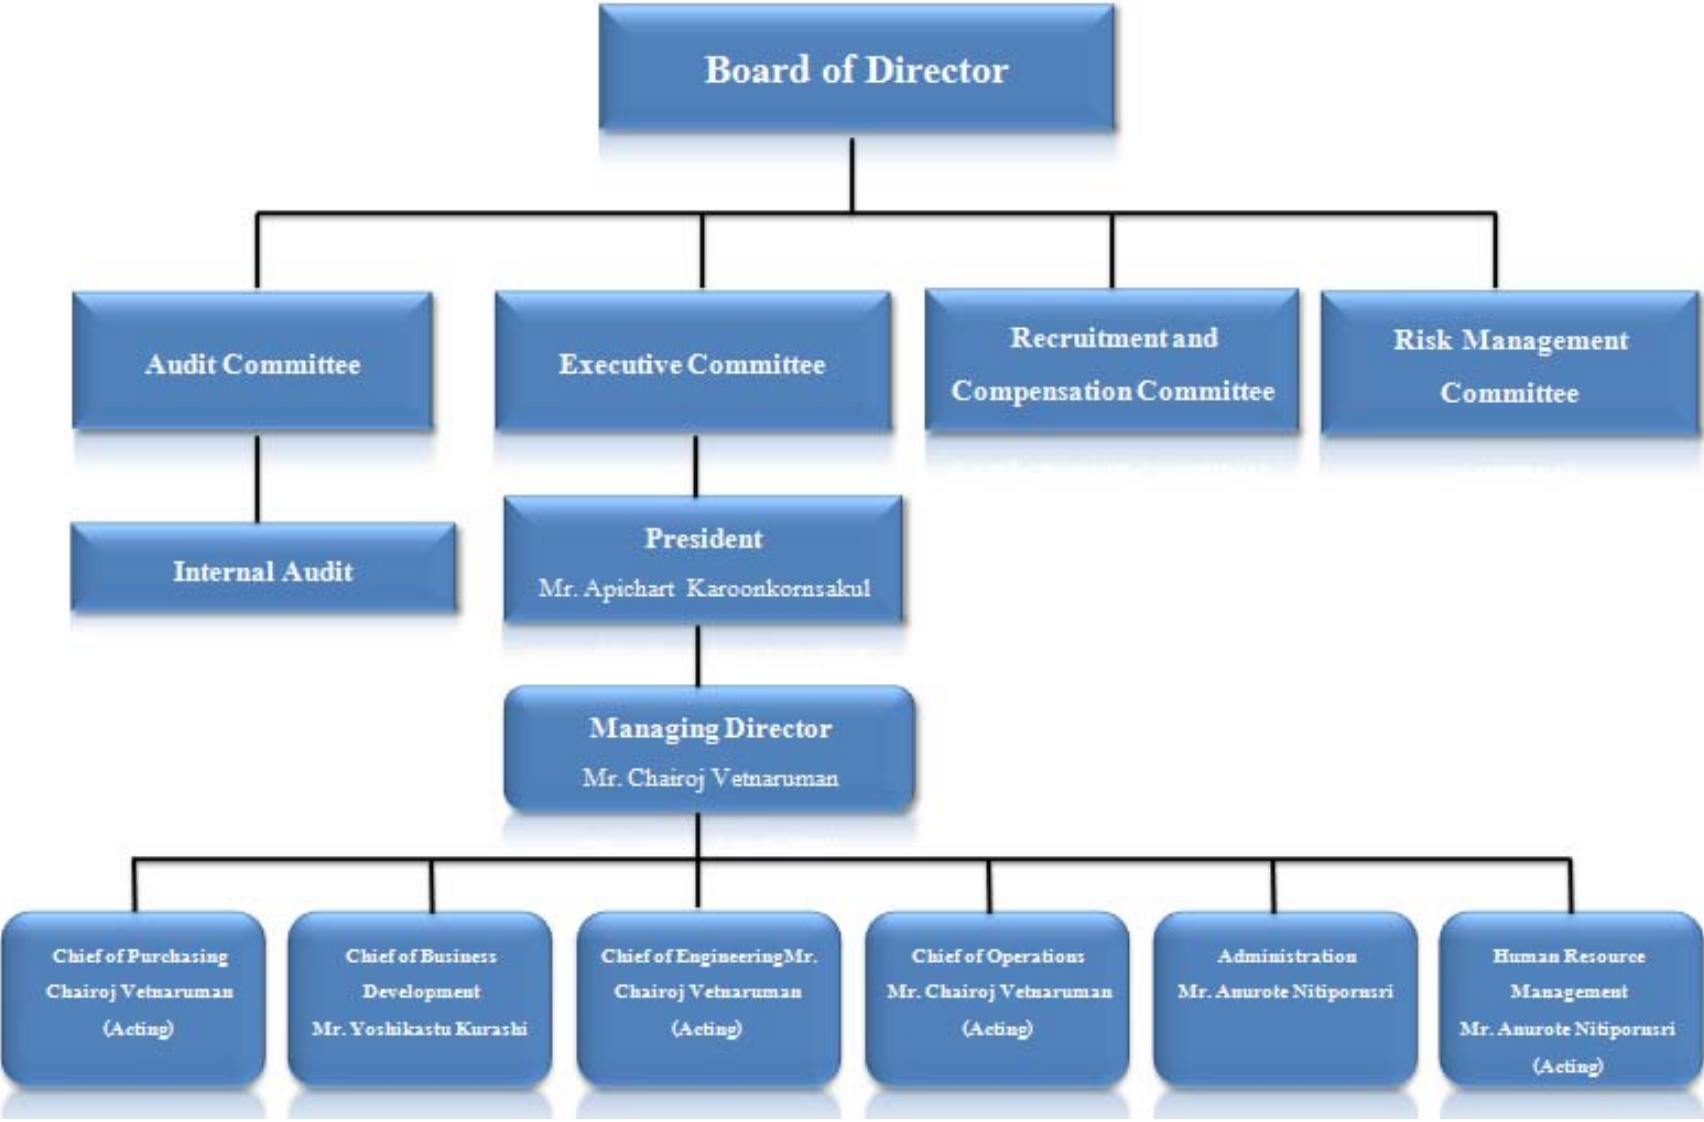 Board of Director
Audit Committee
Executive Committee
Recruitment and
Compensation Committee
Risk Management
Committee
Internal Audit
President
Mr. Apichart Karoonkornsakul
Managing Director
Mr. Chairoj Vetnaruman
Chief of Purchasing
Chairoj Vetnaruman
(Acting)
Chief of Business
Development
Mr. Yoshikastu Kurashi
Chief of EngineeringMr.
Chairoj Vetnaruman
(Acting)
Chief of Operations
Mr. Chairoj Vetnaruman
(Acting)
Administration
Mr. Anurote Nitipornsri
Human Resource
Management
Mr. Anurote Nitipornsri
(Acting)